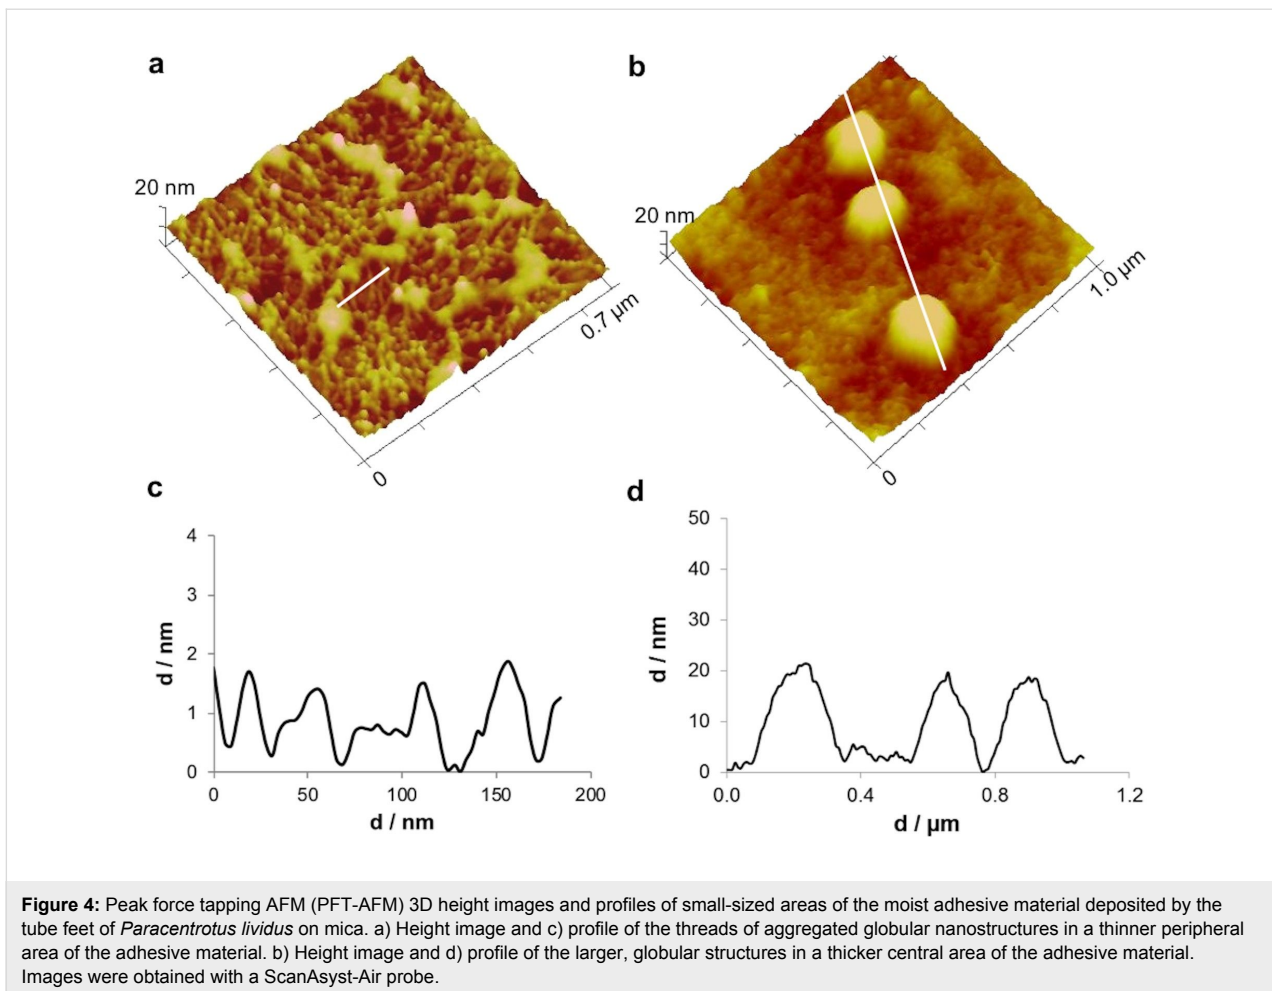 a
b
20 nm
20 nm
0.7 µm
1.0 µm
0
0
c
d
4
3
2
1
0
d / nm
0 50 100 150 200
d / nm
50
40
30
20
10
0
d / nm
0.0 0.4 0.8 1.2
d / µm
Figure 4: Peak force tapping AFM (PFT-AFM) 3D height images and profiles of small-sized areas of the moist adhesive material deposited by the
tube feet of Paracentrotus lividus on mica. a) Height image and c) profile of the threads of aggregated globular nanostructures in a thinner peripheral
area of the adhesive material. b) Height image and d) profile of the larger, globular structures in a thicker central area of the adhesive material.
Images were obtained with a ScanAsyst-Air probe.